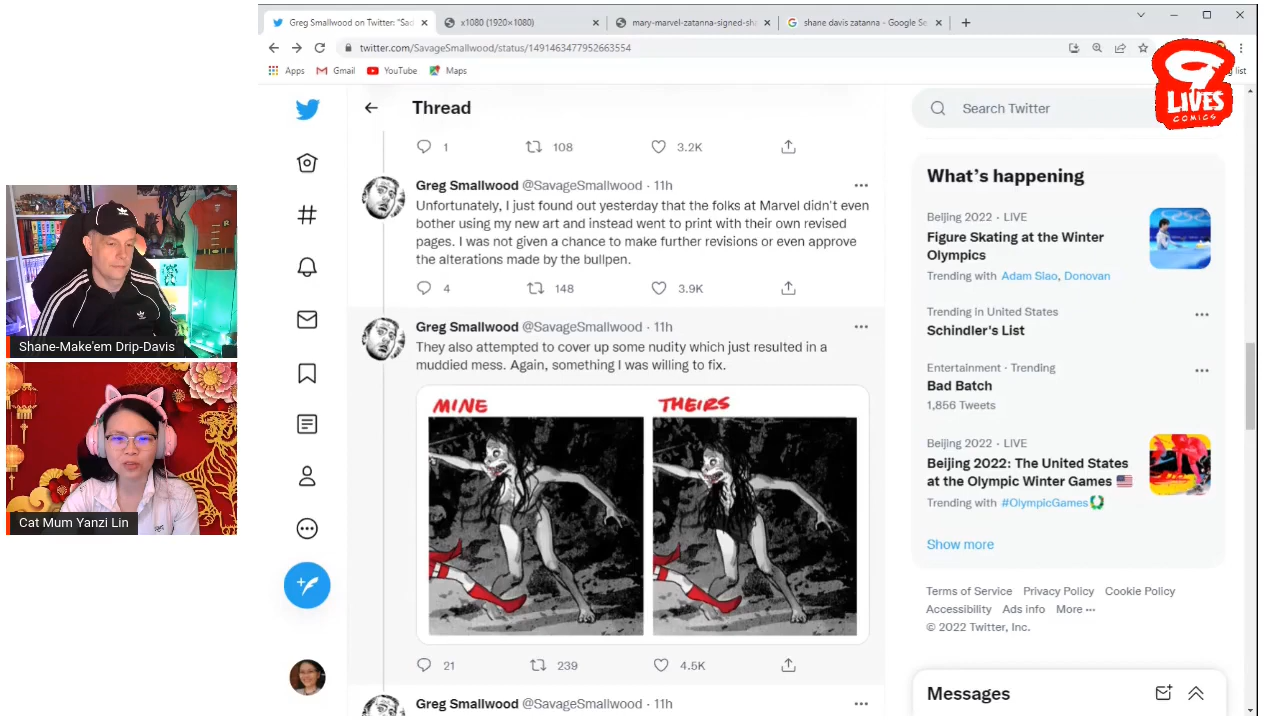 Greg Smallwood on Twitter: "Sad
x1080 (1920×1080)
mary-marvel-zatanna-signed-sha
shane davis zatanna - Google Se
twitter.com/SavageSmallwood/status/1491463477952663554
Apps
Gmail
YouTube
Maps
g list
9
LIVES
COMICS
Thread
Search Twitter
1
108
3.2K
Greg Smallwood @SavageSmallwood · 11h
Unfortunately, I just found out yesterday that the folks at Marvel didn't even
bother using my new art and instead went to print with their own revised
pages. I was not given a chance to make further revisions or even approve
the alterations made by the bullpen.
4
148
3.9K
Greg Smallwood @SavageSmallwood · 11h
They also attempted to cover up some nudity which just resulted in a
muddied mess. Again, something I was willing to fix.
MINE
THEIRS
21
239
4.5K
Greg Smallwood @SavageSmallwood · 11h
What's happening
Beijing 2022 · LIVE
Figure Skating at the Winter
Olympics
Trending with Adam Siao, Donovan
Trending in United States
Schindler's List
Entertainment · Trending
Bad Batch
1,856 Tweets
Beijing 2022 · LIVE
Beijing 2022: The United States
at the Olympic Winter Games
Trending with #OlympicGames
Show more
Terms of Service Privacy Policy Cookie Policy
Accessibility Ads info More ···
© 2022 Twitter, Inc.
Messages
Shane-Make'em Drip-Davis
Cat Mum Yanzi Lin